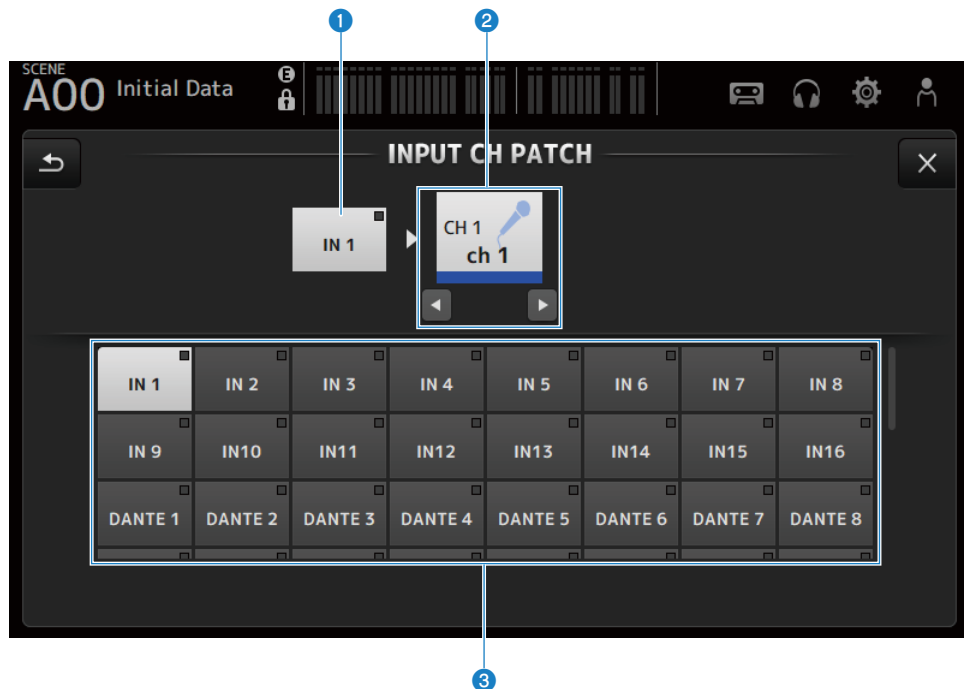 1 2
SCENE
A00 Initial Data E
INPUT CH PATCH
IN 1
CH 1
ch 1
IN 1 IN 2 IN 3 IN 4 IN 5 IN 6 IN 7 IN 8
IN 9 IN10 IN11 IN12 IN13 IN14 IN15 IN16
DANTE 1 DANTE 2 DANTE 3 DANTE 4 DANTE 5 DANTE 6 DANTE 7 DANTE 8
3